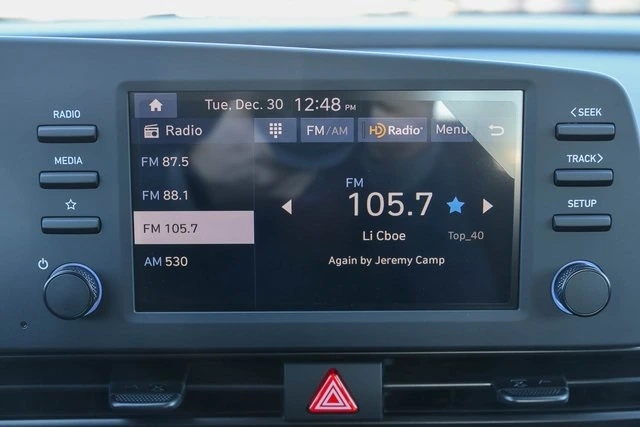 Tue, Dec. 30 12:48 PM
RADIO
MEDIA
Radio
FM/AM
HD Radio®
Menu
FM 87.5
FM 88.1
FM 105.7
AM 530
FM
105.7
Li Cboe
Top_40
Again by Jeremy Camp
<SEEK
TRACK>
SETUP